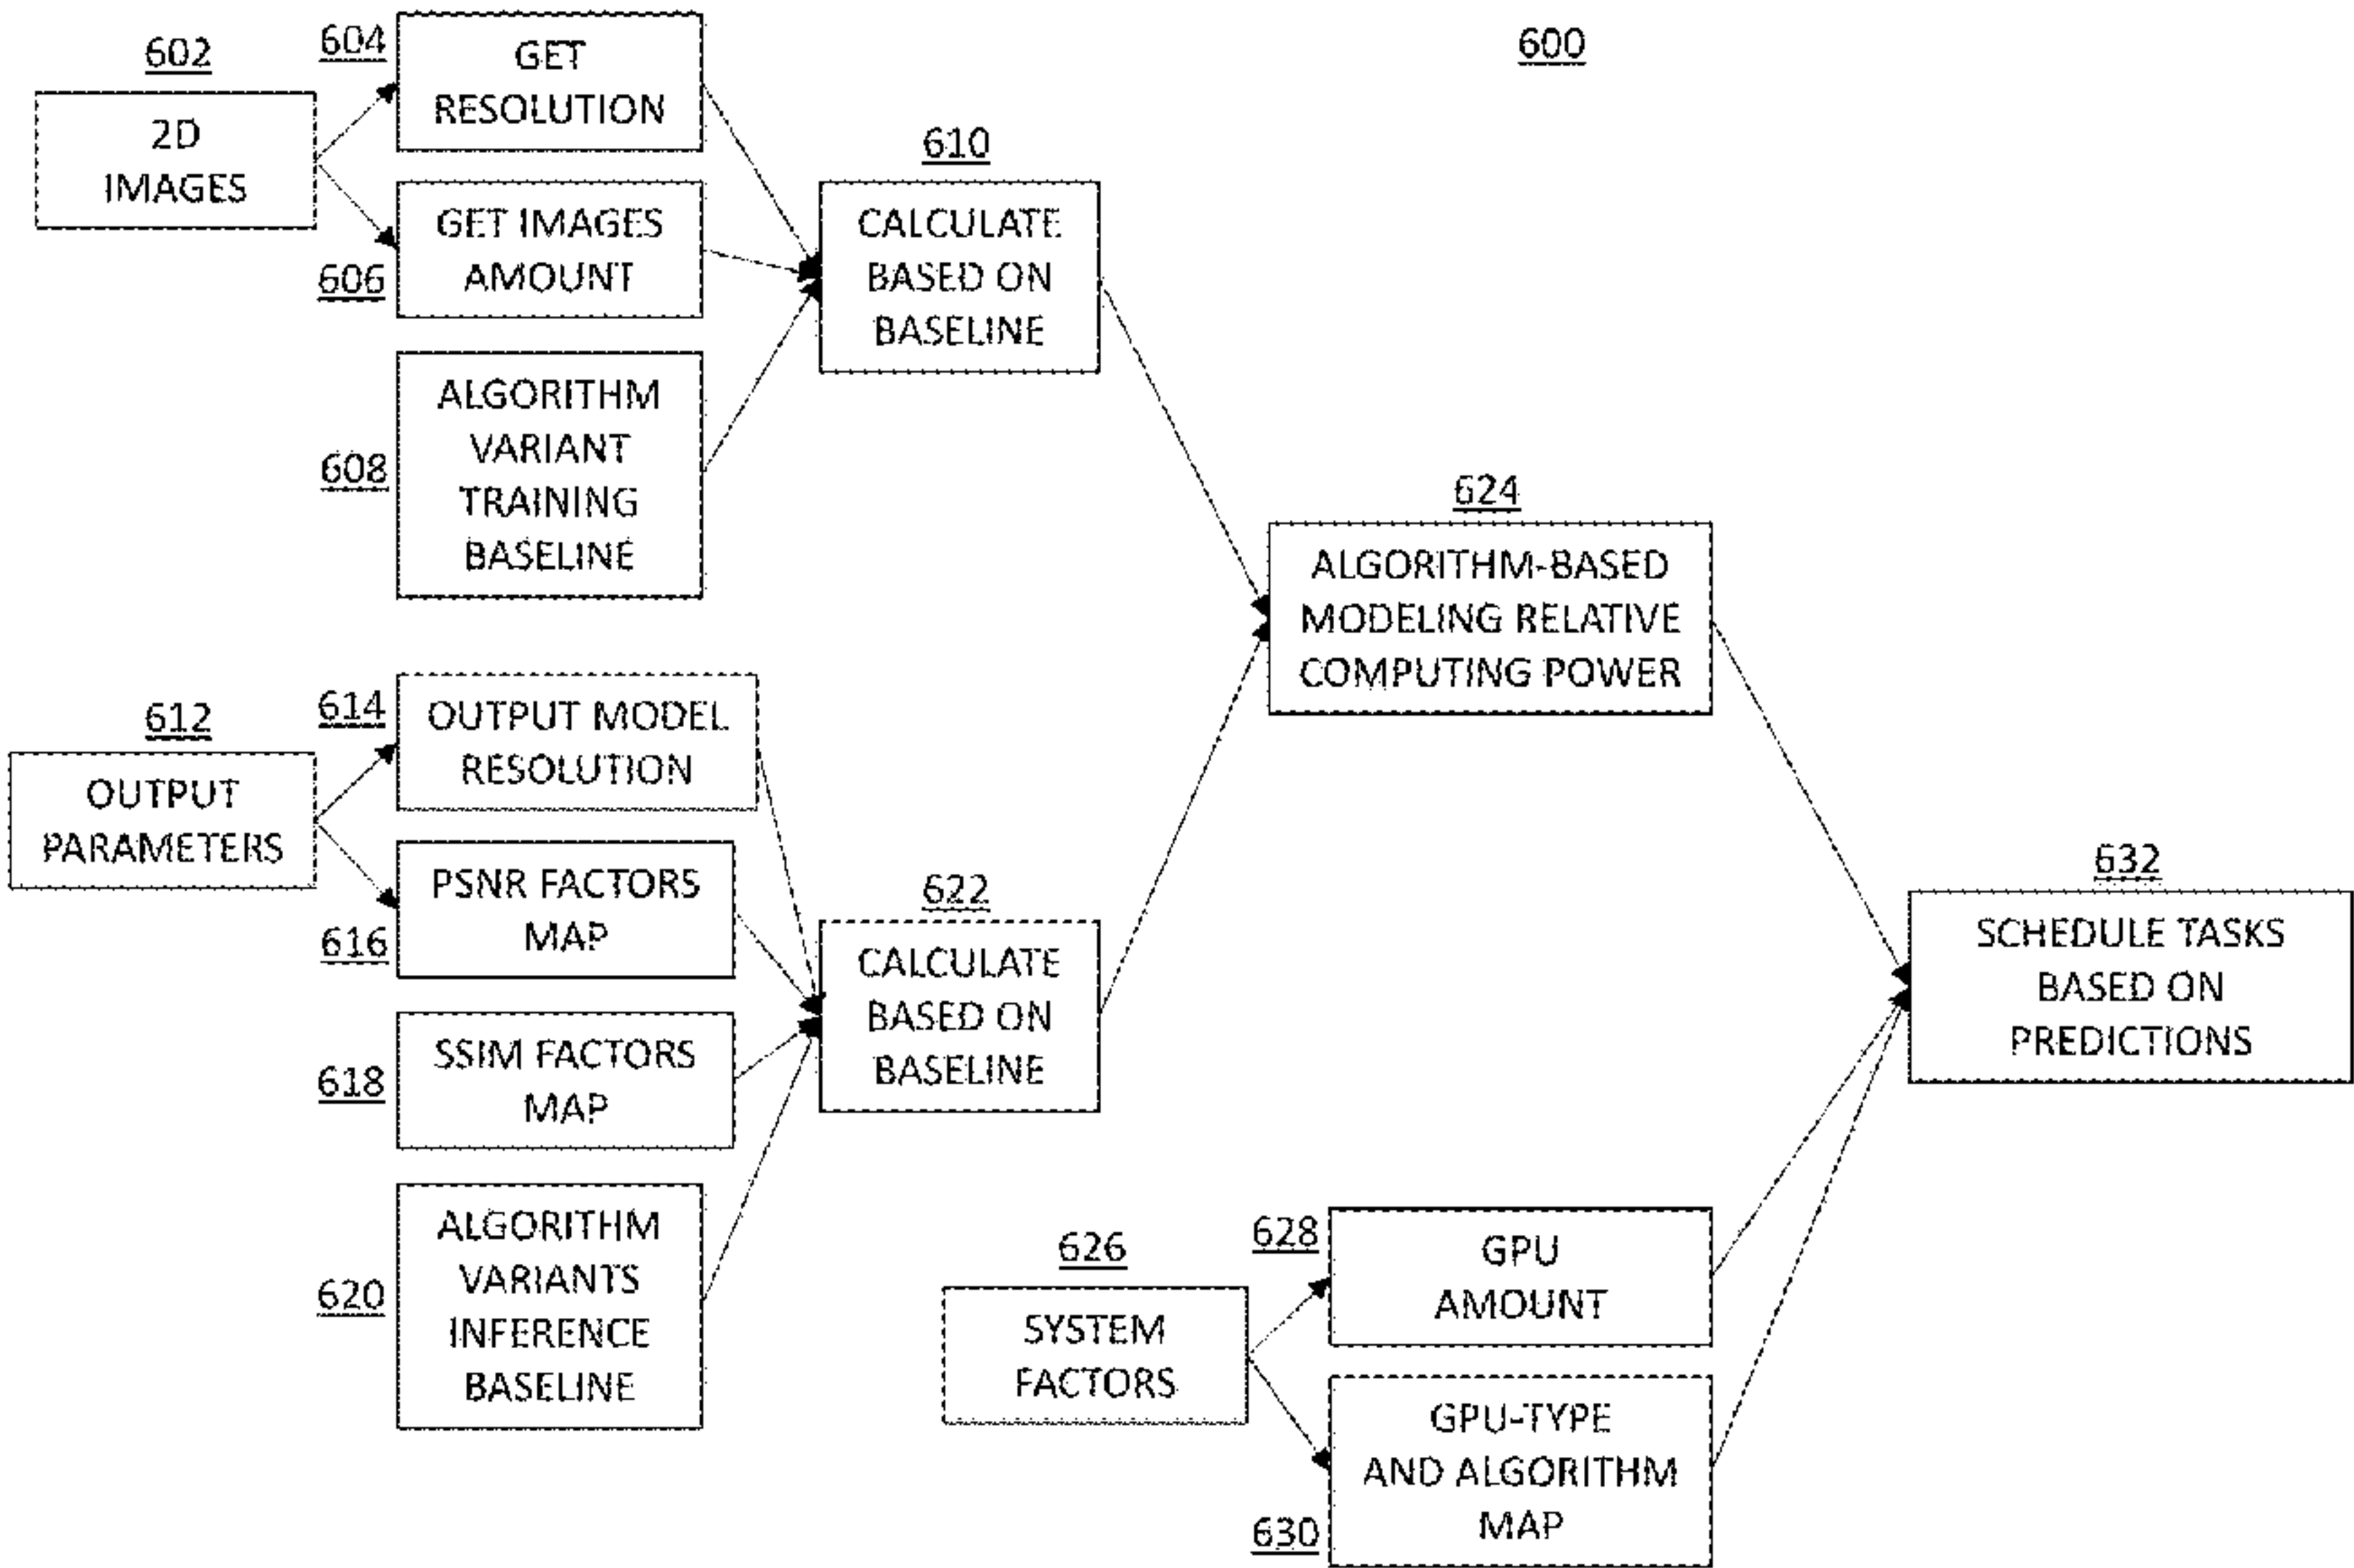 600
602
2D
IMAGES
604
GET
RESOLUTION
606
GET IMAGES
AMOUNT
608
ALGORITHM
VARIANT
TRAINING
BASELINE
610
CALCULATE
BASED ON
BASELINE
612
OUTPUT
PARAMETERS
614
OUTPUT MODEL
RESOLUTION
616
PSNR FACTORS
MAP
618
SSIM FACTORS
MAP
620
ALGORITHM
VARIANTS
INFERENCE
BASELINE
622
CALCULATE
BASED ON
BASELINE
624
ALGORITHM-BASED
MODELING RELATIVE
COMPUTING POWER
626
SYSTEM
FACTORS
628
GPU
AMOUNT
630
GPU-TYPE
AND ALGORITHM
MAP
632
SCHEDULE TASKS
BASED ON
PREDICTIONS